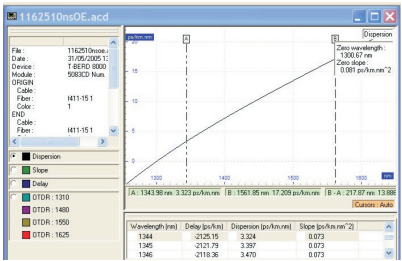 1162510nsOE.acd
File : 1162510nsoe.a
Date : 31/05/2005 13
Device : T-BERD 8000
Module : 5083CD Num.
ORIGIN
Cable :
Fiber : f411-15 1
Color : 1
END
Cable :
Fiber : f411-15 1
Dispersion
Slope
Delay
OTDR : 1310
OTDR : 1480
OTDR : 1550
OTDR : 1625
ps/km.nm
A
B
Dispersion
Zero wavelength :
1300.67 nm
Zero slope :
0.081 ps/km.nm^2
20
15
10
5
0
1300
1400
1500
1600
nm
A : 1343.98 nm 3.323 ps/km.nm B : 1561.85 nm 17.209 ps/km.nm B - A : 217.87 nm 13.886
Cursors : Auto
Wavelength (nm) Delay (ps/km) Dispersion (ps/km.nm) Slope (ps/km.nm^2)
1344 -2125.15 3.324 0.073
1345 -2121.79 3.397 0.073
1346 -2118.36 3.470 0.073